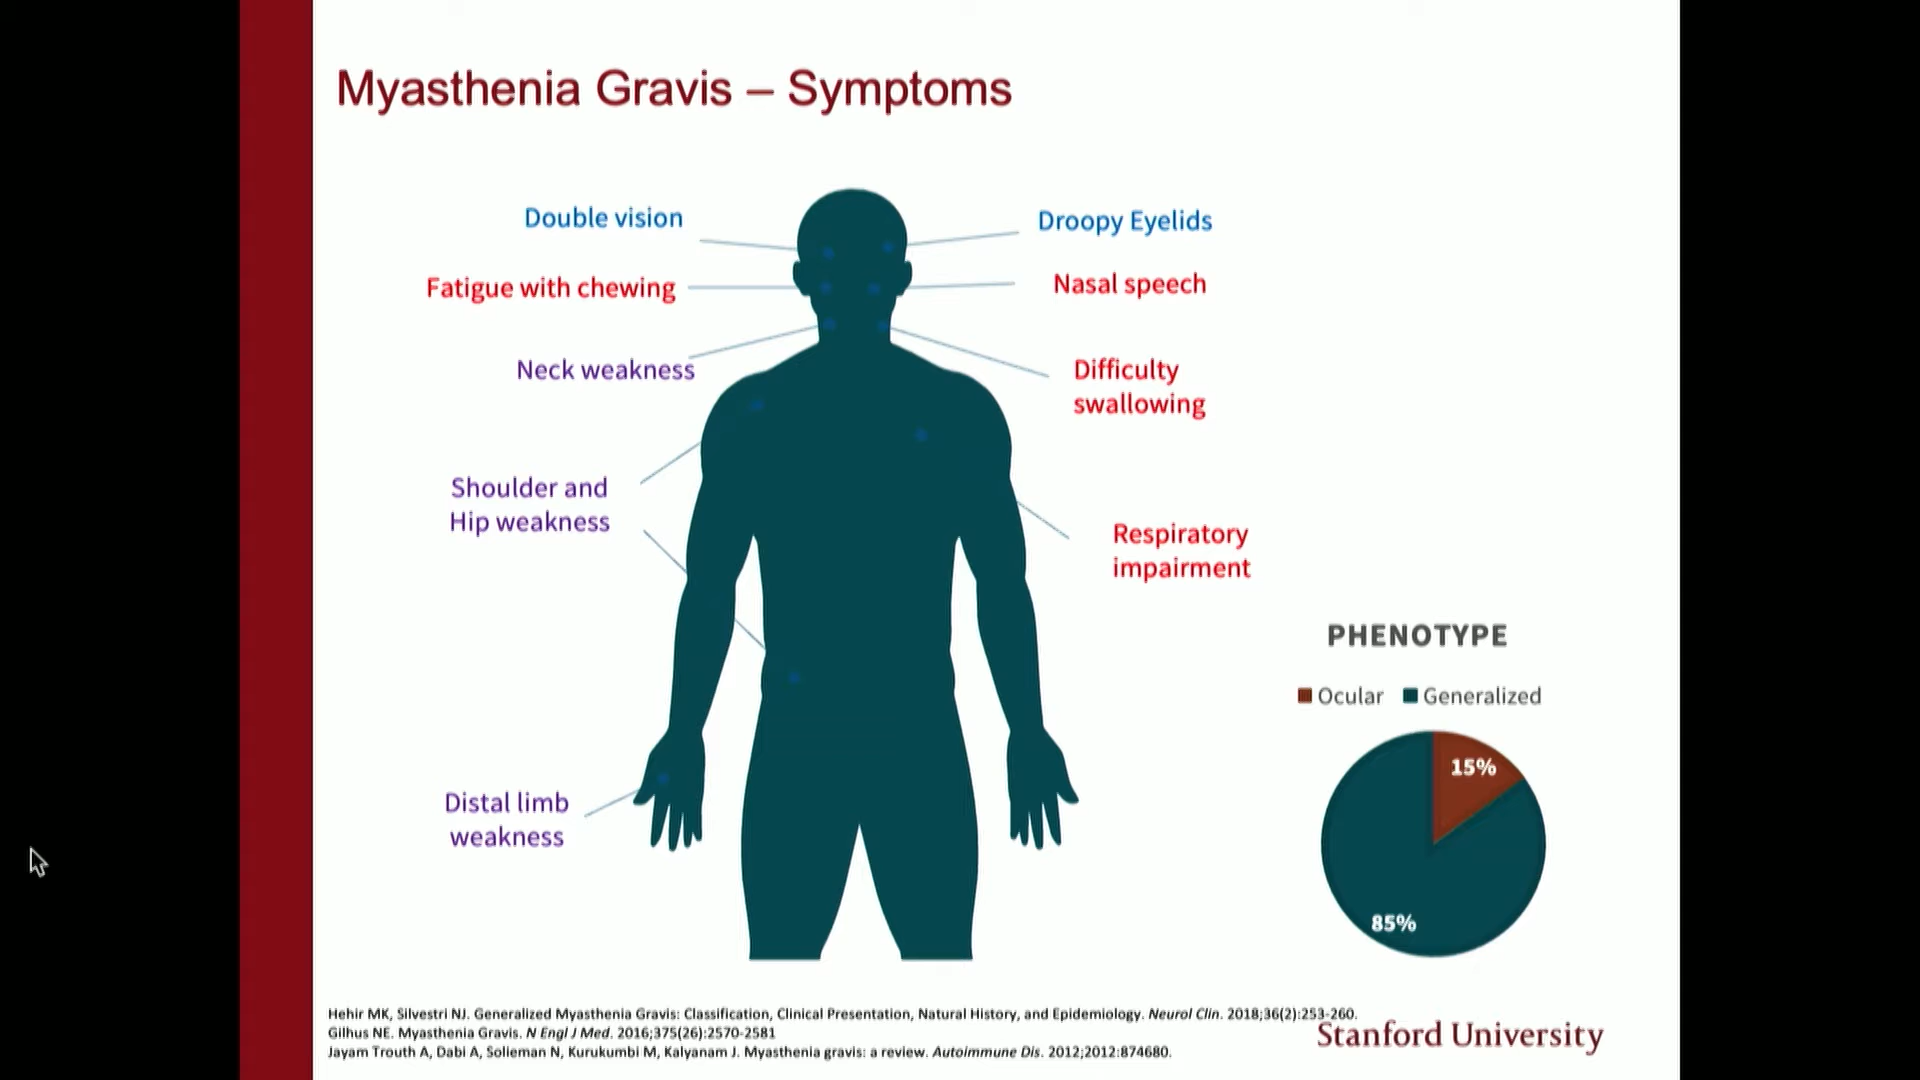 Myasthenia Gravis – Symptoms
Double vision
Droopy Eyelids
Fatigue with chewing
Nasal speech
Neck weakness
Difficulty
swallowing
Shoulder and
Hip weakness
Respiratory
impairment
Distal limb
weakness
PHENOTYPE
Ocular Generalized
15%
85%
Hehir MK, Silvestri NJ. Generalized Myasthenia Gravis: Classification, Clinical Presentation, Natural History, and Epidemiology. Neurol Clin. 2018;36(2):253-260.
Gilhus NE. Myasthenia Gravis. N Engl J Med. 2016;375(26):2570-2581
Jayam Trouth A, Dabi A, Solieman N, Kurukumbi M, Kalyanam J. Myasthenia gravis: a review. Autoimmune Dis. 2012;2012:874680.
Stanford University